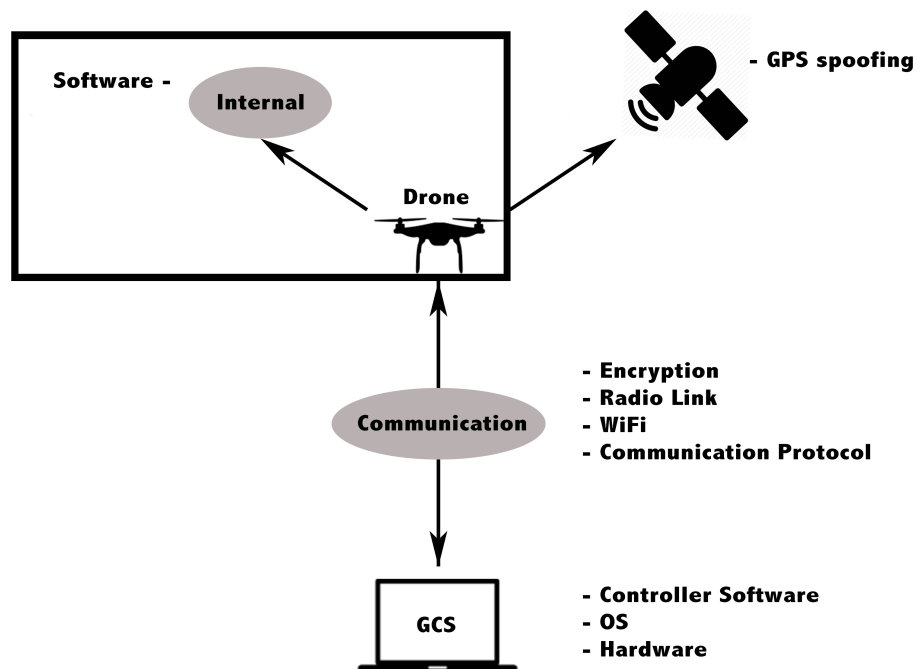 Software -
Internal
- GPS spoofing
Drone
- Encryption
- Radio Link
- WiFi
- Communication Protocol
Communication
- Controller Software
- OS
- Hardware
GCS